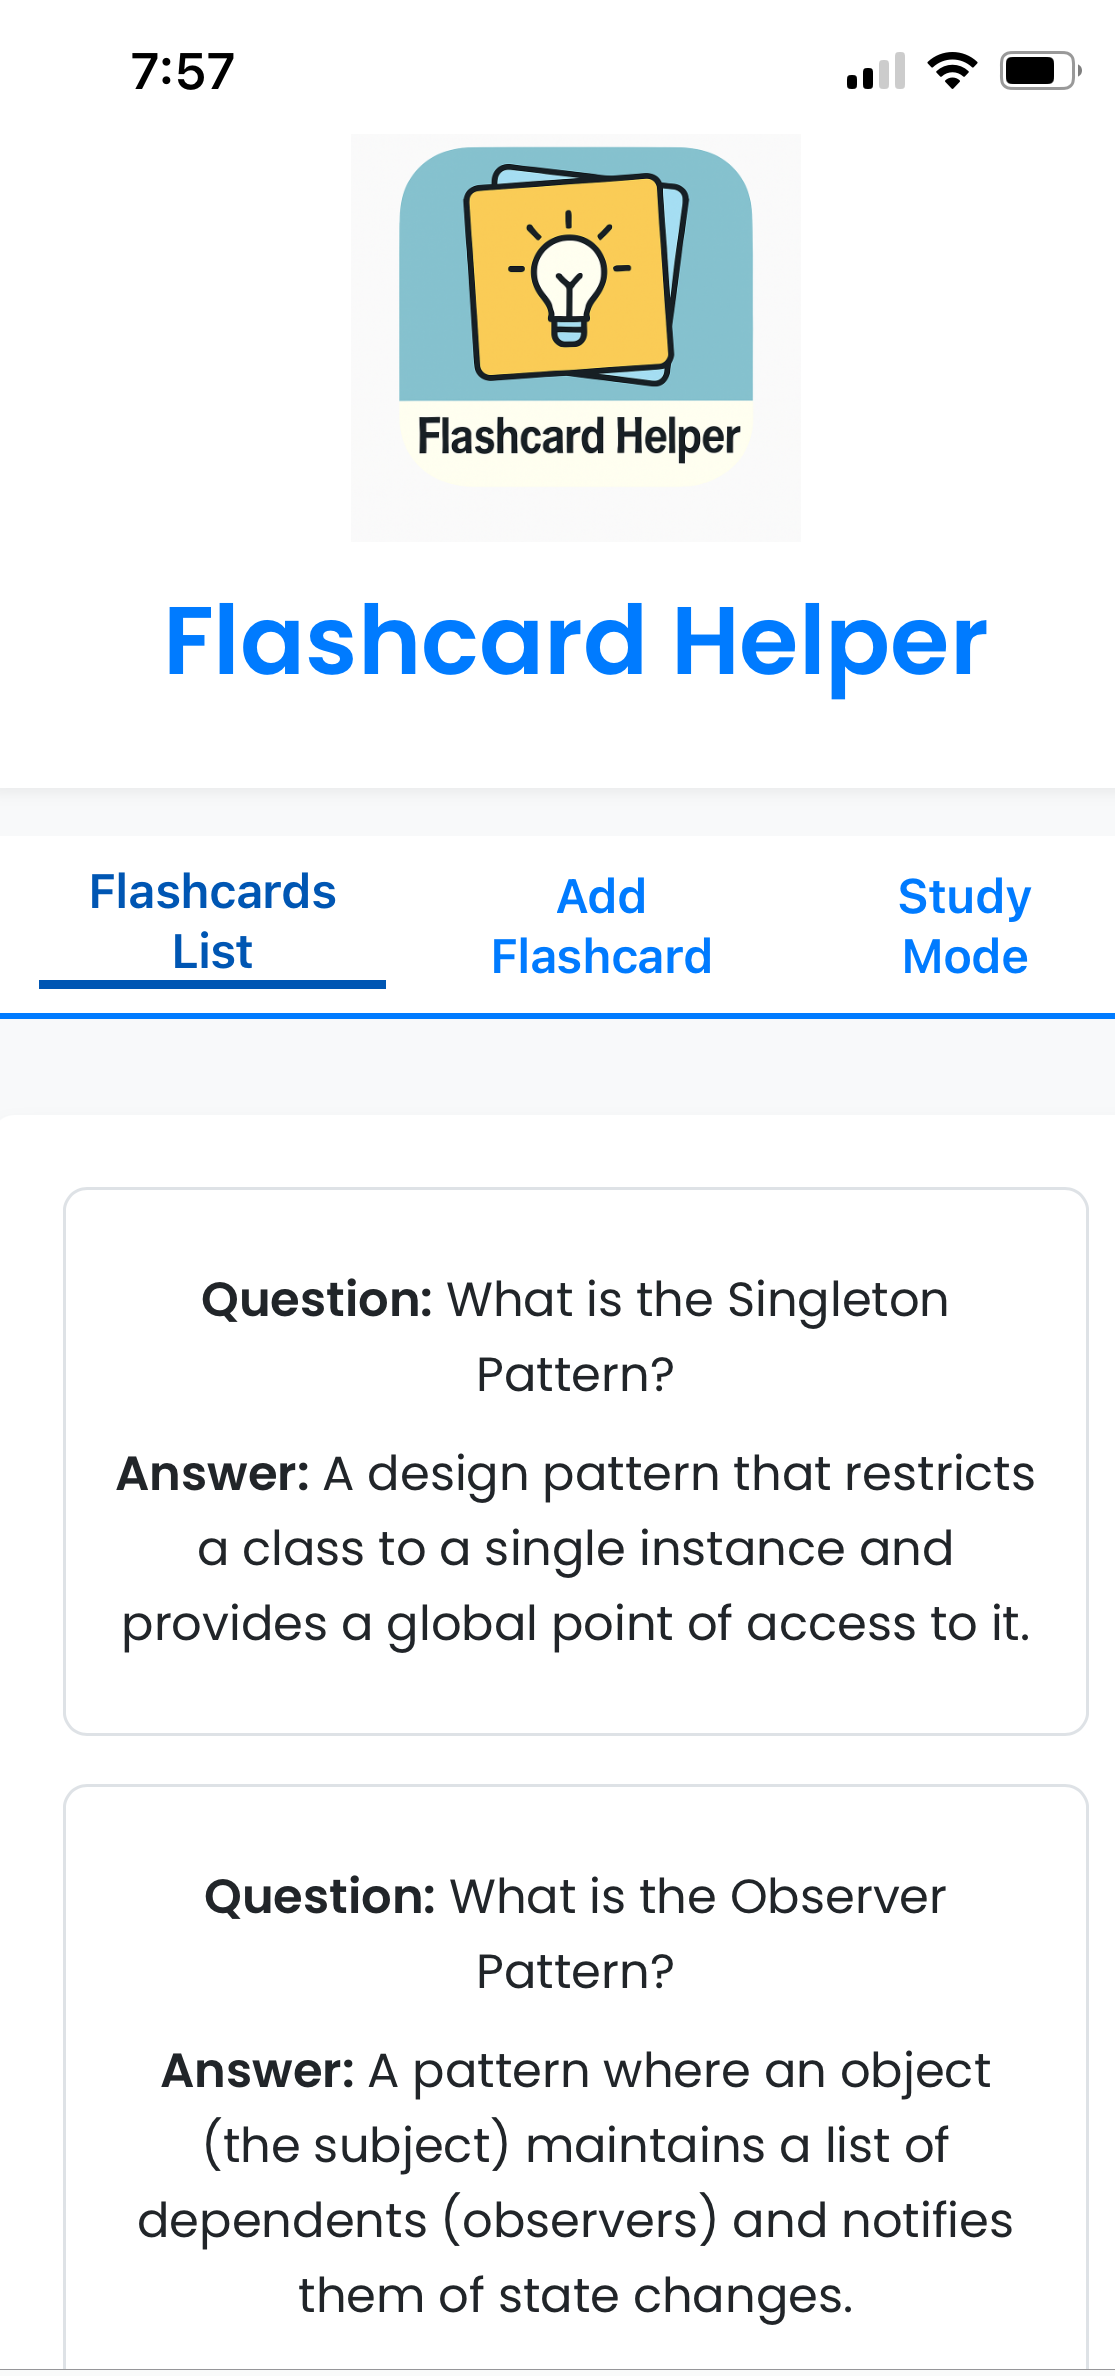 7:57
Flashcard Helper
Flashcard Helper
Flashcards
List
Add
Flashcard
Study
Mode
Question: What is the Singleton
Pattern?
Answer: A design pattern that restricts
a class to a single instance and
provides a global point of access to it.
Question: What is the Observer
Pattern?
Answer: A pattern where an object
(the subject) maintains a list of
dependents (observers) and notifies
them of state changes.